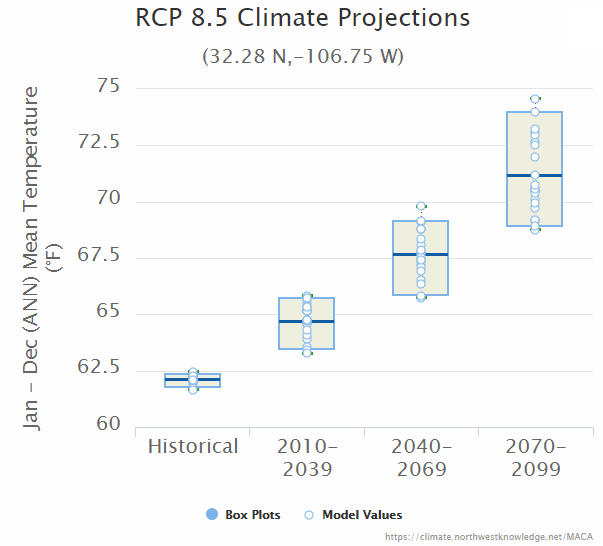 RCP 8.5 Climate Projections
(32.28 N,-106.75 W)
Jan - Dec (ANN) Mean Temperature
(°F)
75
72.5
70
67.5
65
62.5
60
Historical
2010-
2039
2040-
2069
2070-
2099
Box Plots
Model Values
https://climate.northwestknowledge.net/MACA